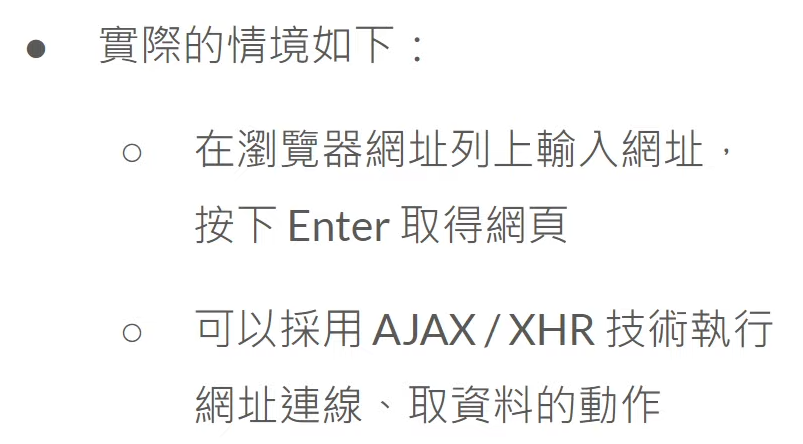 ● 實際的情境如下：
○ 在瀏覽器網址列上輸入網址，
按下 Enter 取得網頁
○ 可以採用 AJAX / XHR 技術執行
網址連線、取資料的動作